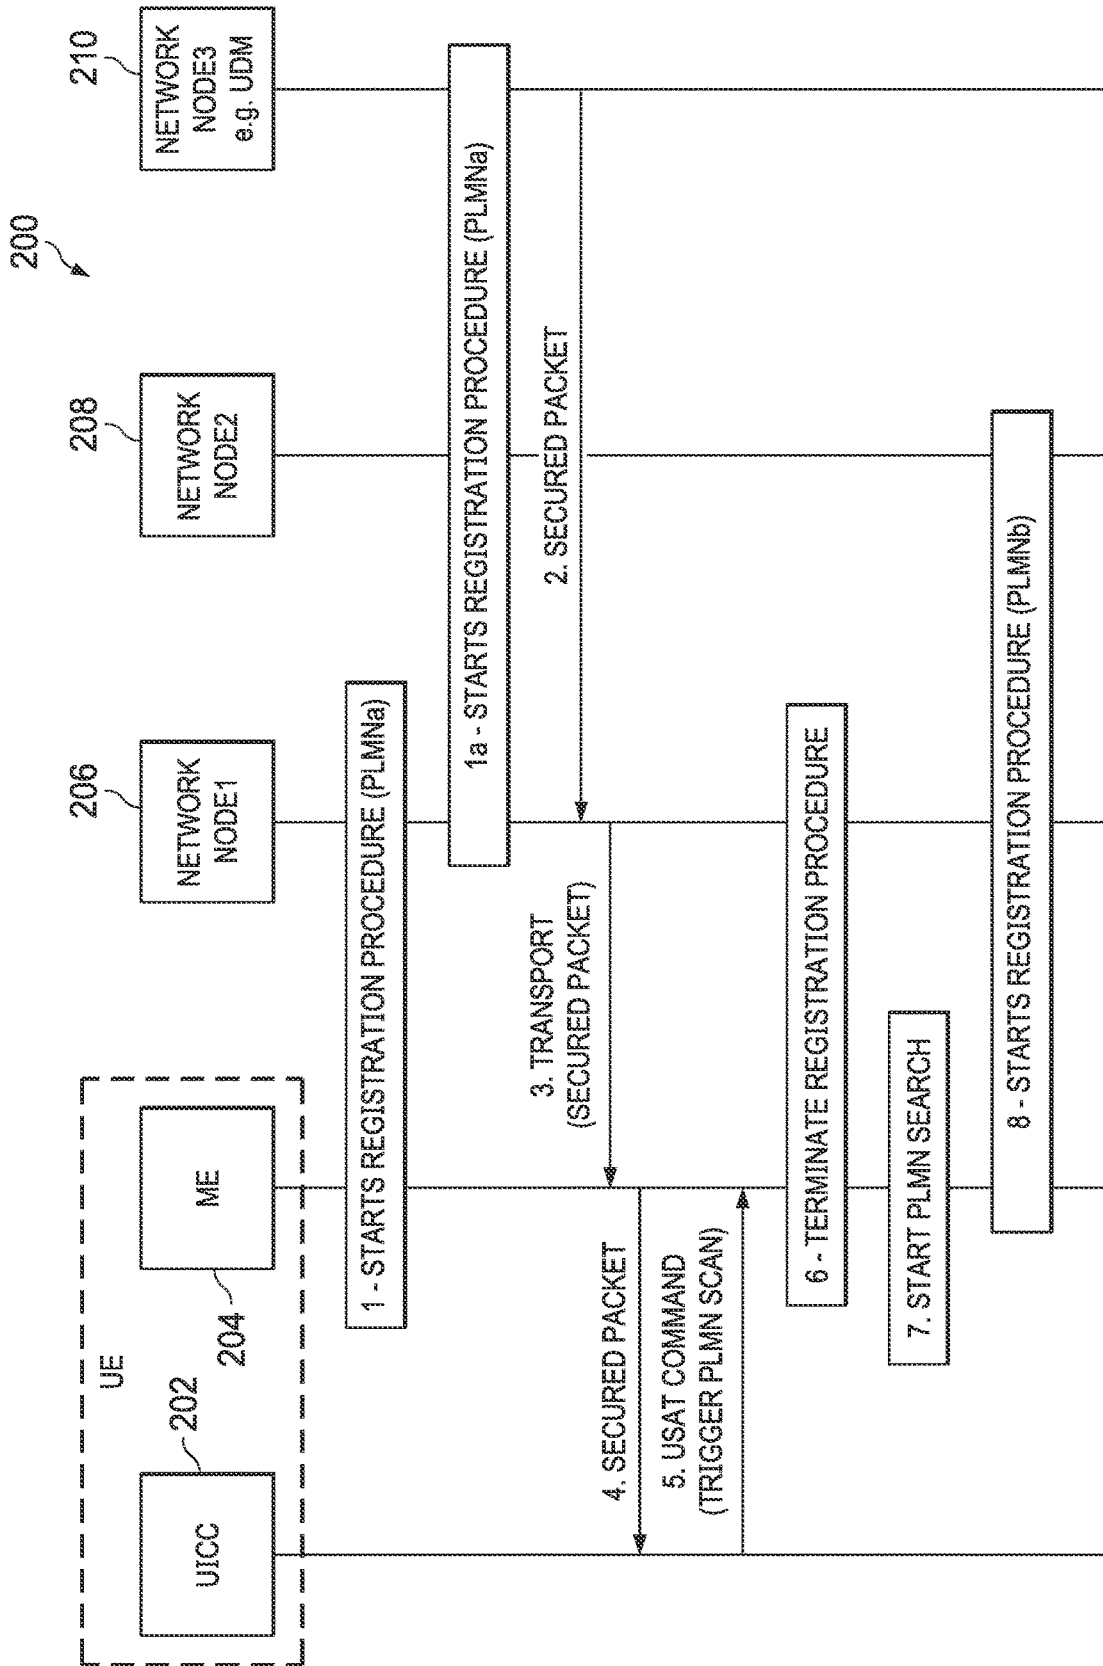 200
UE
UICC
202
ME
204
NETWORK
NODE1
206
NETWORK
NODE2
208
NETWORK
NODE3
e.g. UDM
210
1 - STARTS REGISTRATION PROCEDURE (PLMNa)
1a - STARTS REGISTRATION PROCEDURE (PLMNa)
2. SECURED PACKET
3. TRANSPORT
(SECURED PACKET)
4. SECURED PACKET
5. USAT COMMAND
(TRIGGER PLMN SCAN)
6 - TERMINATE REGISTRATION PROCEDURE
7. START PLMN SEARCH
8 - STARTS REGISTRATION PROCEDURE (PLMNb)